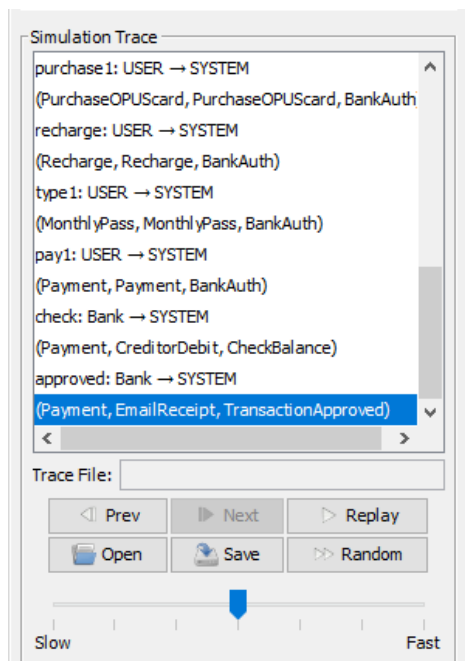 Simulation Trace
purchase1: USER → SYSTEM
(PurchaseOPUScard, PurchaseOPUScard, BankAuth
recharge: USER → SYSTEM
(Recharge, Recharge, BankAuth)
type1: USER → SYSTEM
(MonthlyPass, MonthlyPass, BankAuth)
pay1: USER → SYSTEM
(Payment, Payment, BankAuth)
check: Bank → SYSTEM
(Payment, CreditorDebit, CheckBalance)
approved: Bank → SYSTEM
(Payment, EmailReceipt, TransactionApproved)
Trace File:
Prev Next Replay
Open Save Random
Slow Fast